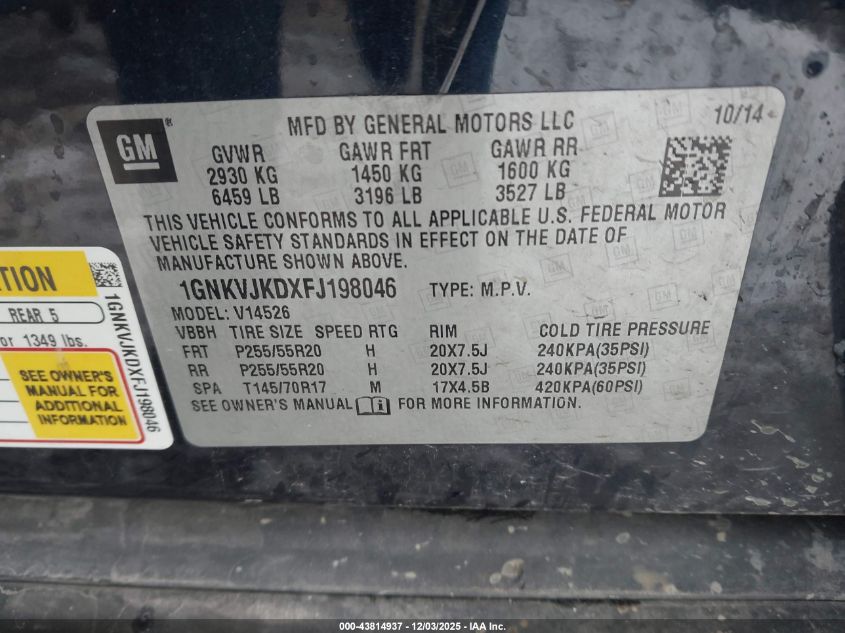 GM
MFD BY GENERAL MOTORS LLC
10/14
GVWR GAWR FRT GAWR RR
2930 KG 1450 KG 1600 KG
6459 LB 3196 LB 3527 LB
THIS VEHICLE CONFORMS TO ALL APPLICABLE U.S. FEDERAL MOTOR
VEHICLE SAFETY STANDARDS IN EFFECT ON THE DATE OF
MANUFACTURE SHOWN ABOVE.
1GNKVJKDXFJ198046 TYPE: M.P.V.
MODEL: V14526
VBBH TIRE SIZE SPEED RTG RIM COLD TIRE PRESSURE
FRT P255/55R20 H 20X7.5J 240KPA(35PSI)
RR P255/55R20 H 20X7.5J 240KPA(35PSI)
SPA T145/70R17 M 17X4.5B 420KPA(60PSI)
SEE OWNER'S MANUAL FOR MORE INFORMATION.
REAR 5
or 1349 lbs.
SEE OWNER'S
MANUAL FOR
ADDITIONAL
INFORMATION
1GNKVJKDXFJ198046
000-43814937 - 12/03/2025 - IAA Inc.